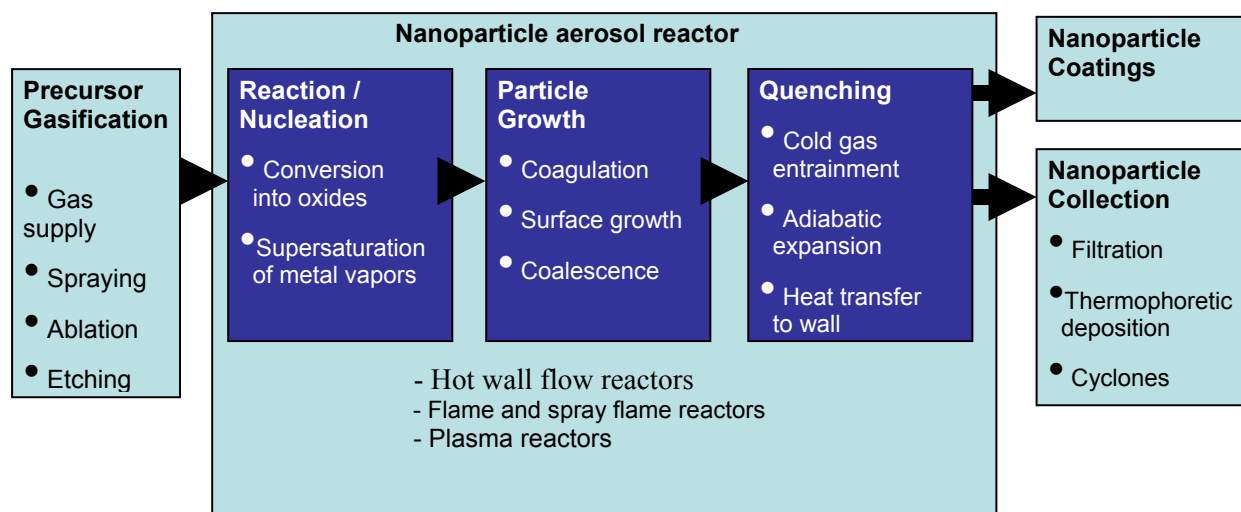 Nanoparticle aerosol reactor
Precursor
Gasification
• Gas
supply
• Spraying
• Ablation
• Etching
Reaction /
Nucleation
• Conversion
into oxides
• Supersaturation
of metal vapors
Particle
Growth
• Coagulation
• Surface growth
• Coalescence
Quenching
• Cold gas
entrainment
• Adiabatic
expansion
• Heat transfer
to wall
- Hot wall flow reactors
- Flame and spray flame reactors
- Plasma reactors
Nanoparticle
Coatings
Nanoparticle
Collection
• Filtration
• Thermophoretic
deposition
• Cyclones